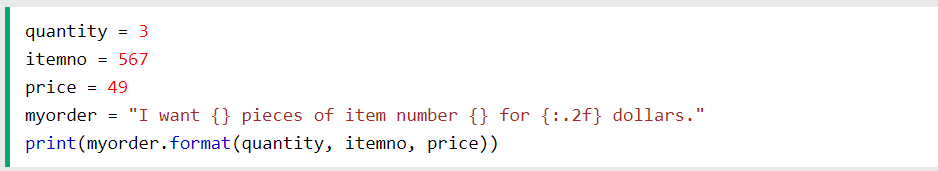 quantity = 3
itemno = 567
price = 49
myorder = "I want {} pieces of item number {} for {:.2f} dollars."
print(myorder.format(quantity, itemno, price))